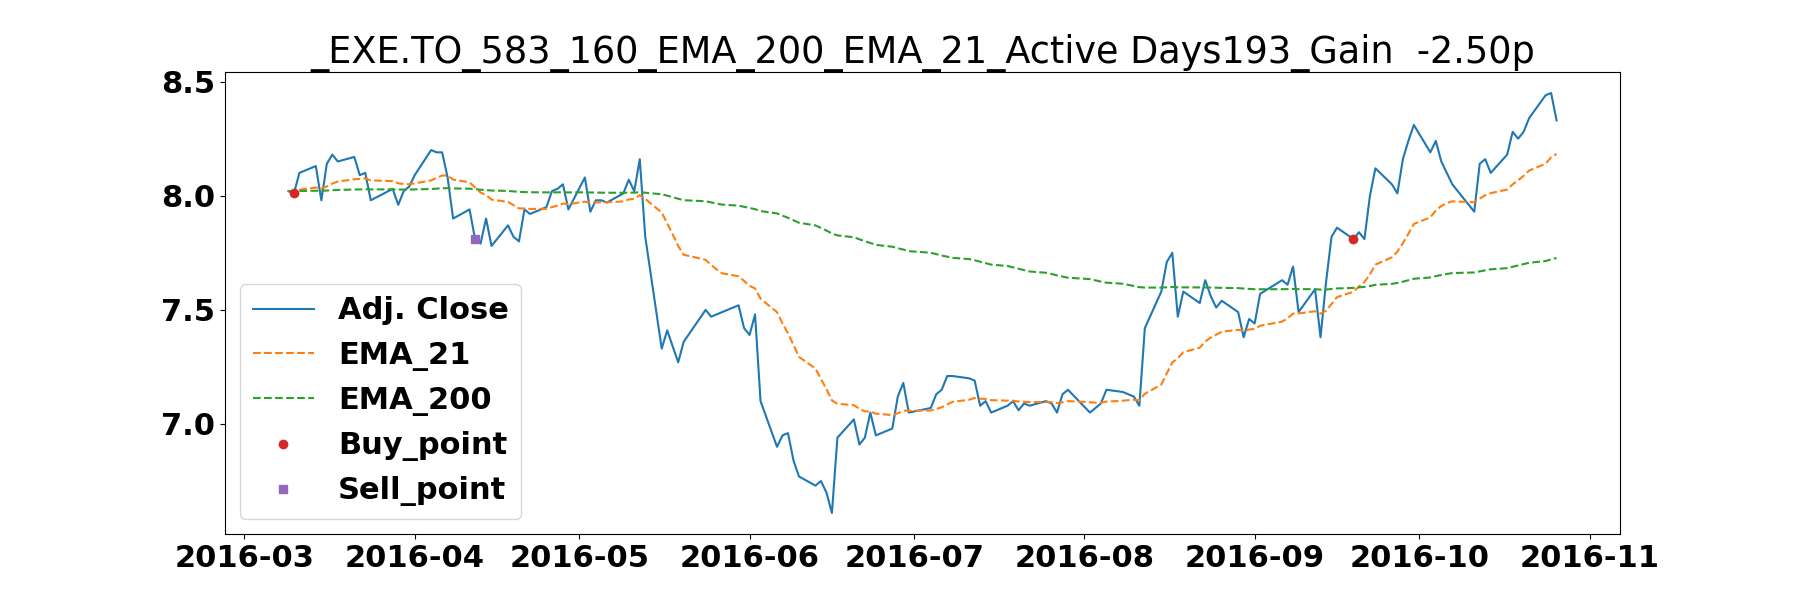 _EXE.TO_583_160_EMA_200_EMA_21_Active Days193_Gain  -2.50p
8.5
8.0
7.5
7.0
Adj. Close
EMA_21
EMA_200
Buy_point
Sell_point
2016-03 2016-04 2016-05 2016-06 2016-07 2016-08 2016-09 2016-10 2016-11